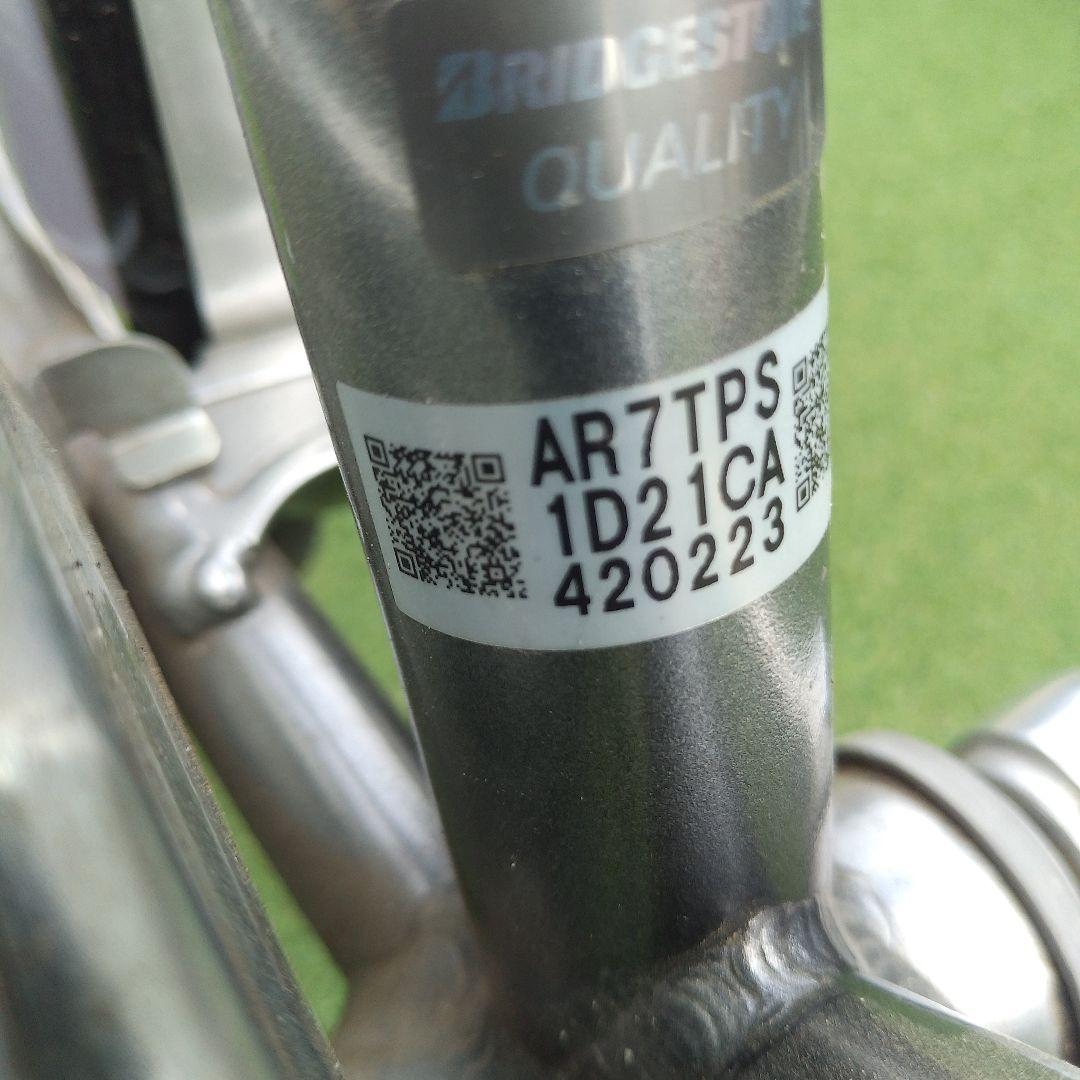 BRIDGESTONE
QUALITY
AR7TPS
1D21CA
420223